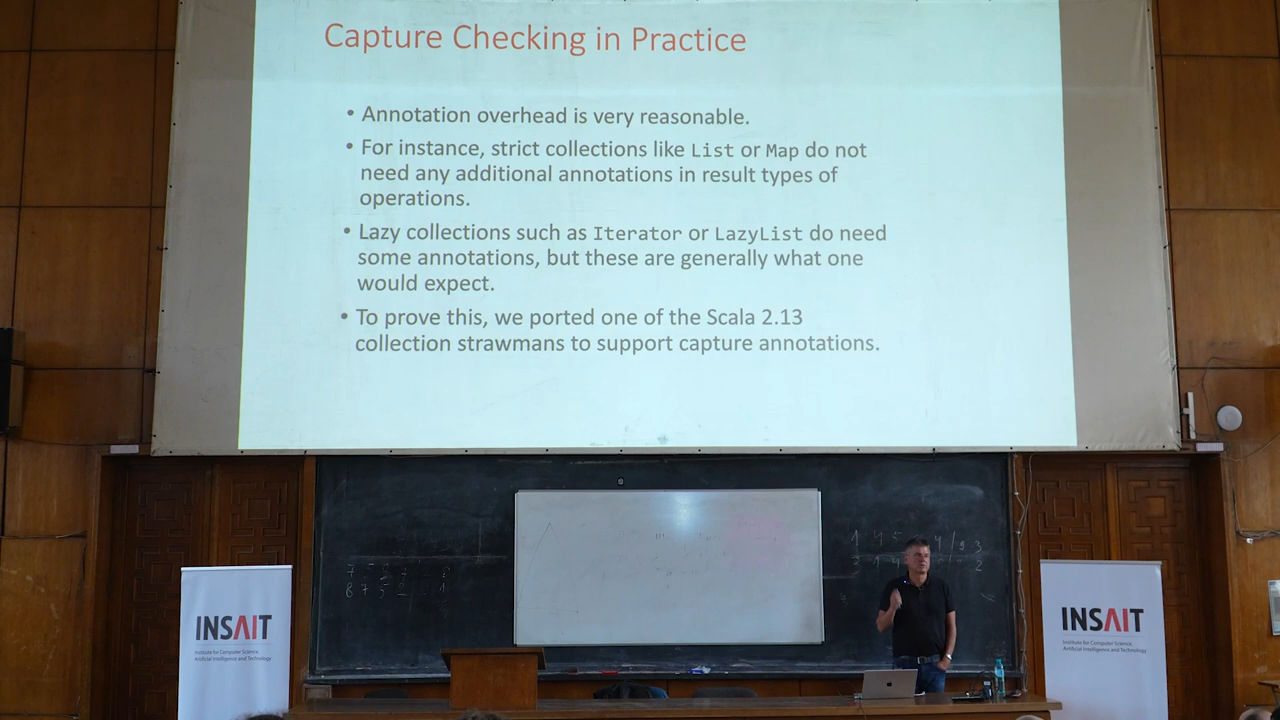 Capture Checking in Practice
• Annotation overhead is very reasonable.
• For instance, strict collections like List or Map do not
need any additional annotations in result types of
operations.
• Lazy collections such as Iterator or LazyList do need
some annotations, but these are generally what one
would expect.
• To prove this, we ported one of the Scala 2.13
collection strawmans to support capture annotations.
INSAIT
Institute for Computer Science,
Artificial Intelligence and Technology
INSAIT
Institute for Computer Science,
Artificial Intelligence and Technology